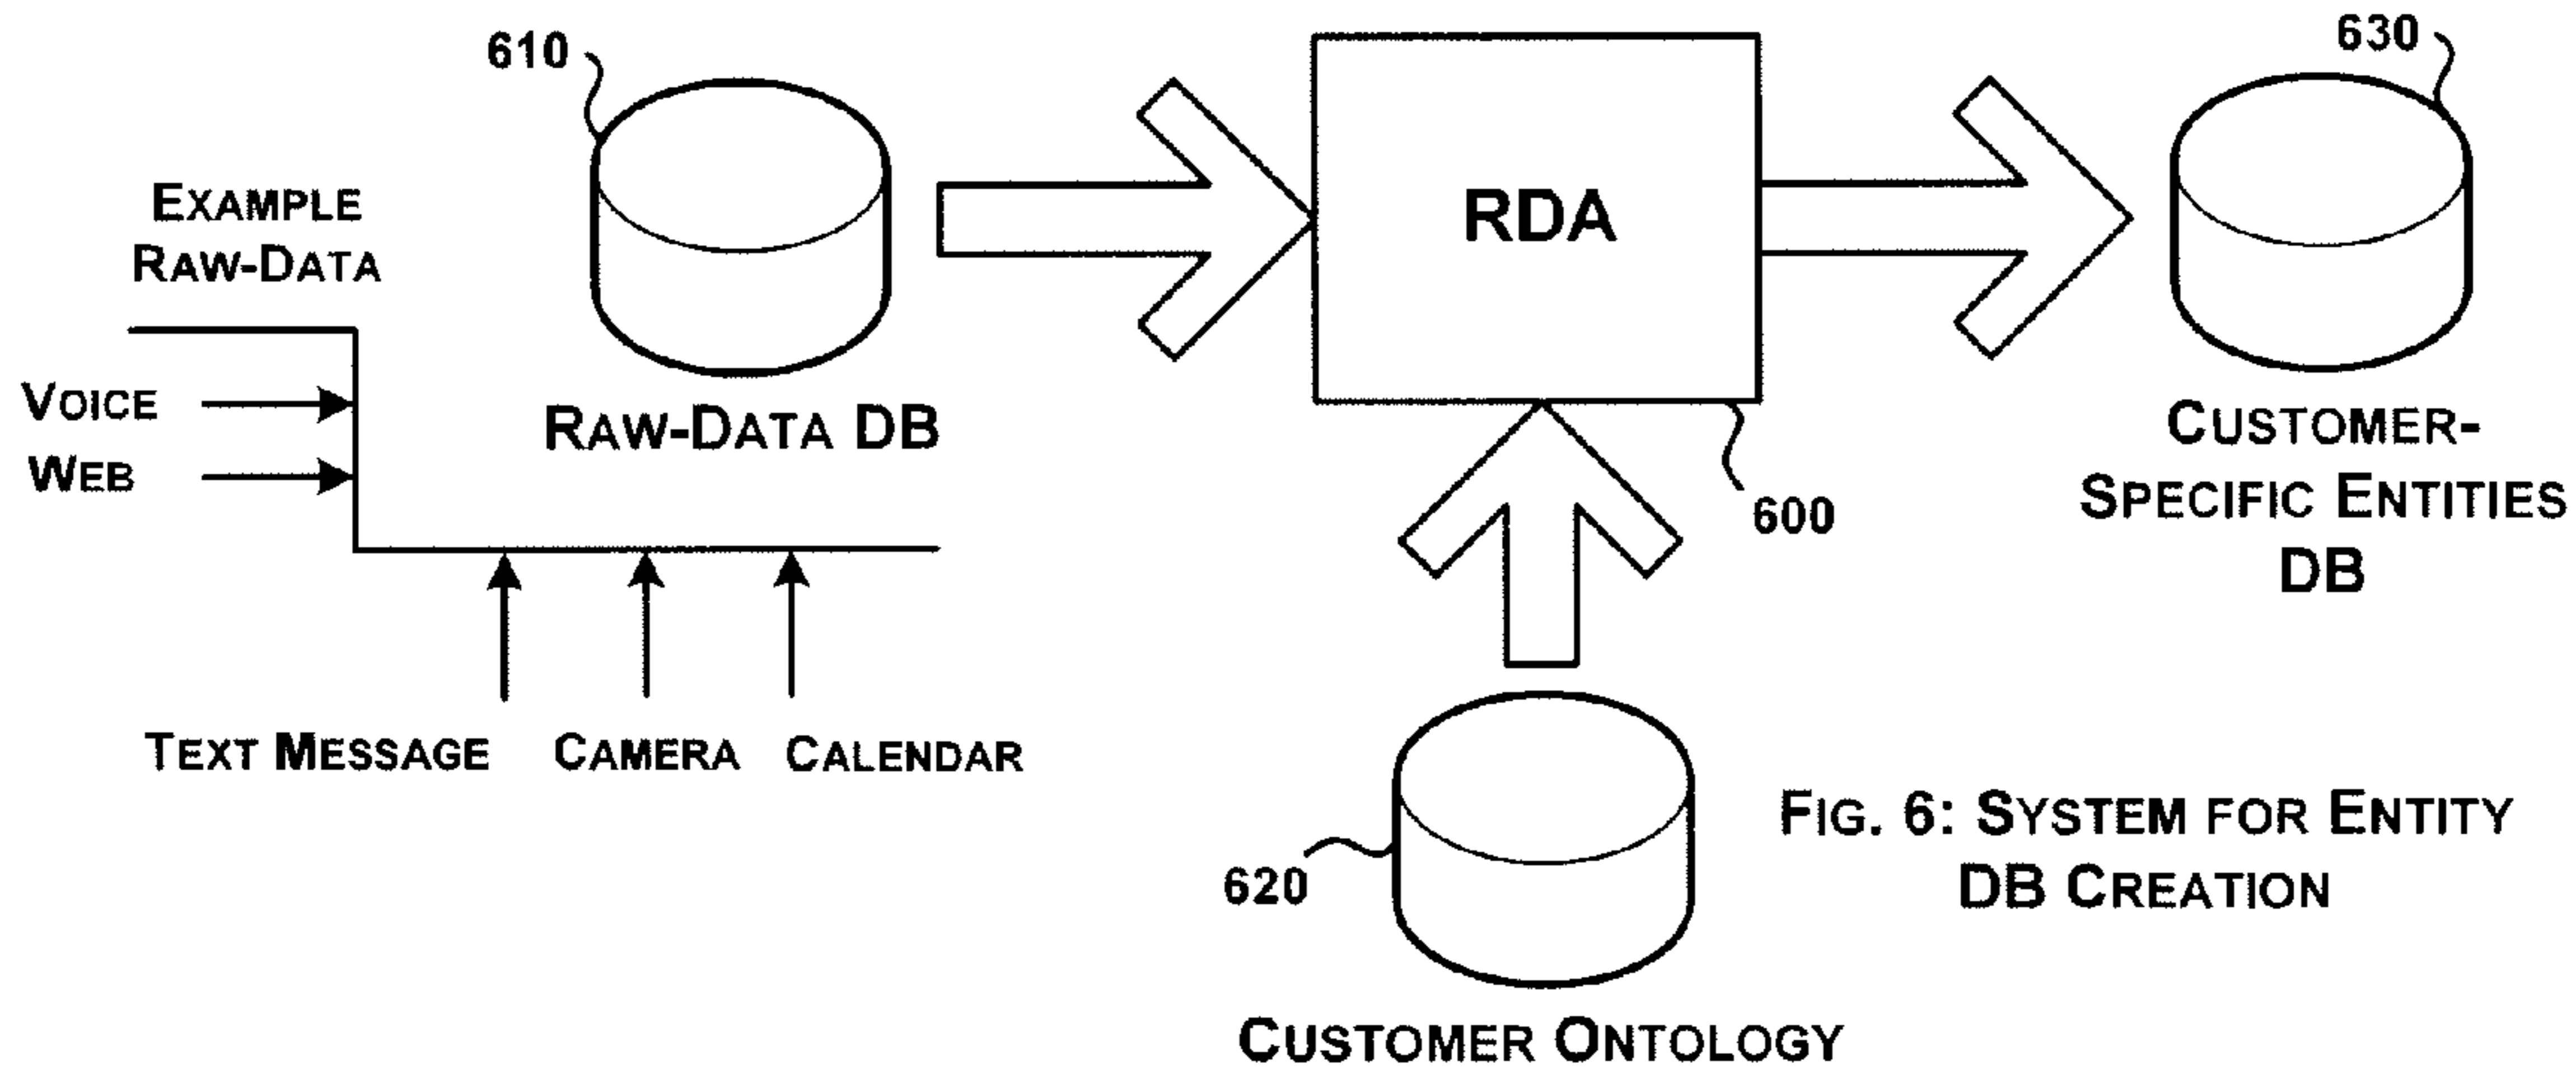 610
630
EXAMPLE
RAW-DATA
RDA
VOICE
WEB
RAW-DATA DB
600
CUSTOMER-
SPECIFIC ENTITIES
DB
TEXT MESSAGE
CAMERA
CALENDAR
620
CUSTOMER ONTOLOGY
FIG. 6: SYSTEM FOR ENTITY
DB CREATION